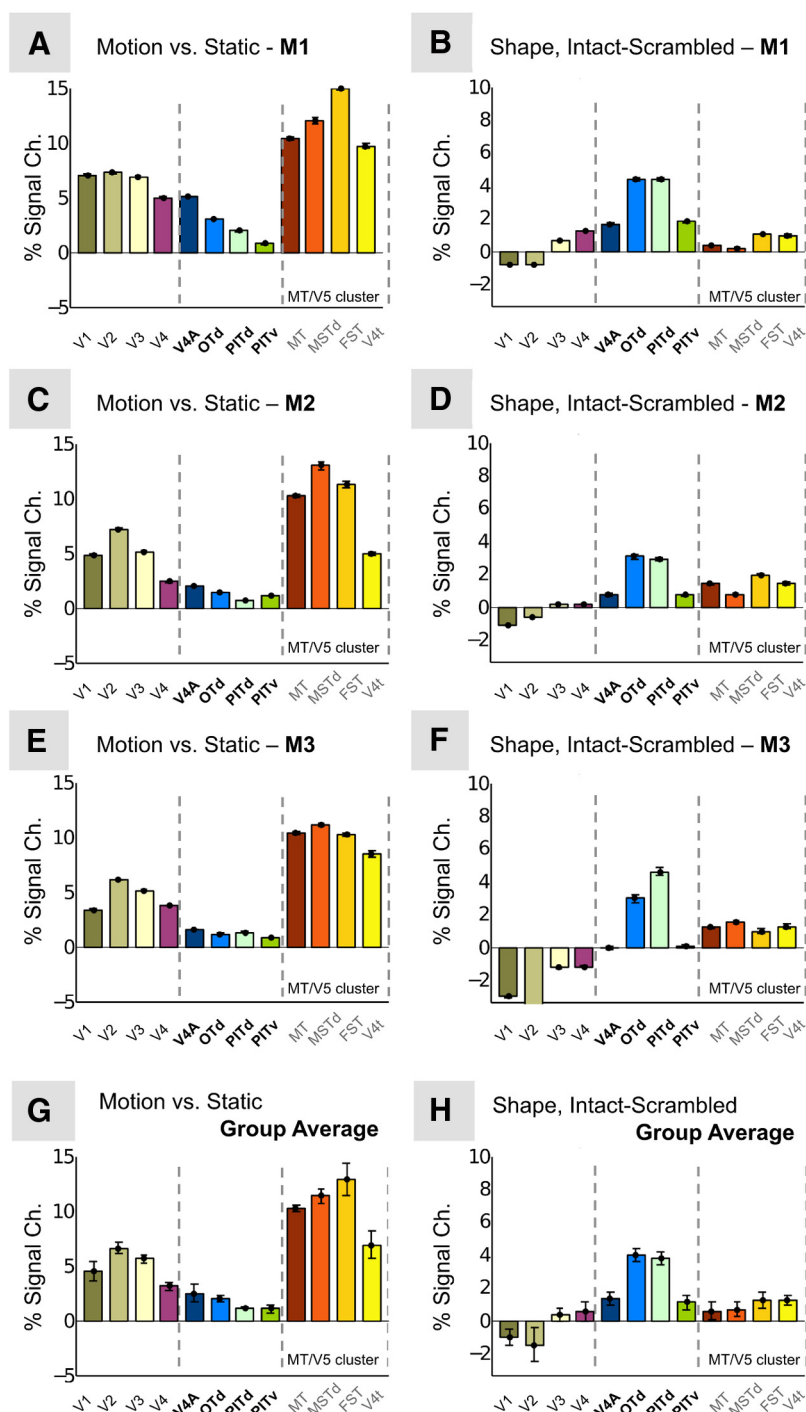 A Motion vs. Static - M1
% Signal Ch.
15
10
5
0
−5
MT/V5 cluster
V1 V2 V3 V4 V4A OTd PITd PITv MT MSTd FST V4t
B Shape, Intact-Scrambled – M1
% Signal Ch.
10
8
6
4
2
0
−2
MT/V5 cluster
V1 V2 V3 V4 V4A OTd PITd PITv MT MSTd FST V4t
C Motion vs. Static – M2
% Signal Ch.
15
10
5
0
−5
MT/V5 cluster
V1 V2 V3 V4 V4A OTd PITd PITv MT MSTd FST V4t
D Shape, Intact-Scrambled - M2
% Signal Ch.
10
8
6
4
2
0
−2
MT/V5 cluster
V1 V2 V3 V4 V4A OTd PITd PITv MT MSTd FST V4t
E Motion vs. Static – M3
% Signal Ch.
15
10
5
0
−5
MT/V5 cluster
V1 V2 V3 V4 V4A OTd PITd PITv MT MSTd FST V4t
F Shape, Intact-Scrambled – M3
% Signal Ch.
10
8
6
4
2
0
−2
MT/V5 cluster
V1 V2 V3 V4 V4A OTd PITd PITv MT MSTd FST V4t
G Motion vs. Static
Group Average
% Signal Ch.
15
10
5
0
−5
MT/V5 cluster
V1 V2 V3 V4 V4A OTd PITd PITv MT MSTd FST V4t
H Shape, Intact-Scrambled
Group Average
% Signal Ch.
10
8
6
4
2
0
−2
MT/V5 cluster
V1 V2 V3 V4 V4A OTd PITd PITv MT MSTd FST V4t